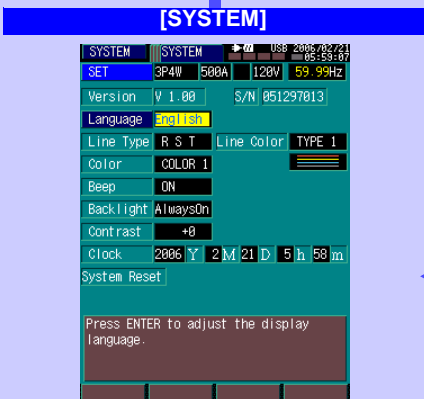 [SYSTEM]
SYSTEM SYSTEM USB 2006/02/21
05:59:07
SET 3P4W 500A 120V 59.99Hz
Version V 1.00 S/N 051297013
Language English
Line Type R S T Line Color TYPE 1
Color COLOR 1
Beep ON
Backlight AlwaysOn
Contrast +0
Clock 2006 Y 2 M 21 D 5 h 58 m
System Reset
Press ENTER to adjust the display
language.